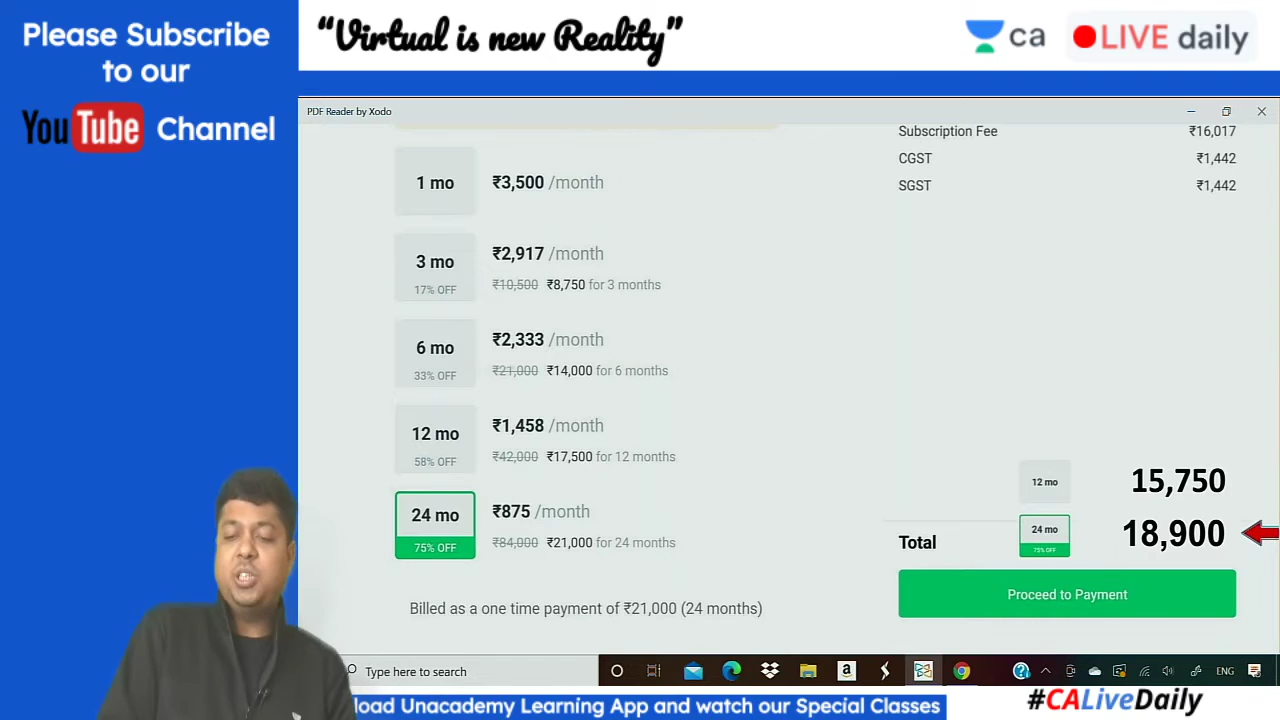 Please Subscribe
to our
YouTube Channel
“Virtual is new Reality”
ca
LIVE daily
PDF Reader by Xodo
Subscription Fee ₹16,017
CGST ₹1,442
SGST ₹1,442
1 mo ₹3,500 /month
3 mo ₹2,917 /month
17% OFF ₹10,500 ₹8,750 for 3 months
6 mo ₹2,333 /month
33% OFF ₹21,000 ₹14,000 for 6 months
12 mo ₹1,458 /month
58% OFF ₹42,000 ₹17,500 for 12 months
24 mo ₹875 /month
75% OFF ₹84,000 ₹21,000 for 24 months
Billed as a one time payment of ₹21,000 (24 months)
12 mo 15,750
Total 24 mo 18,900
75% OFF
Proceed to Payment
Type here to search
a
ENG
load Unacademy Learning App and watch our Special Classes
#CALiveDaily